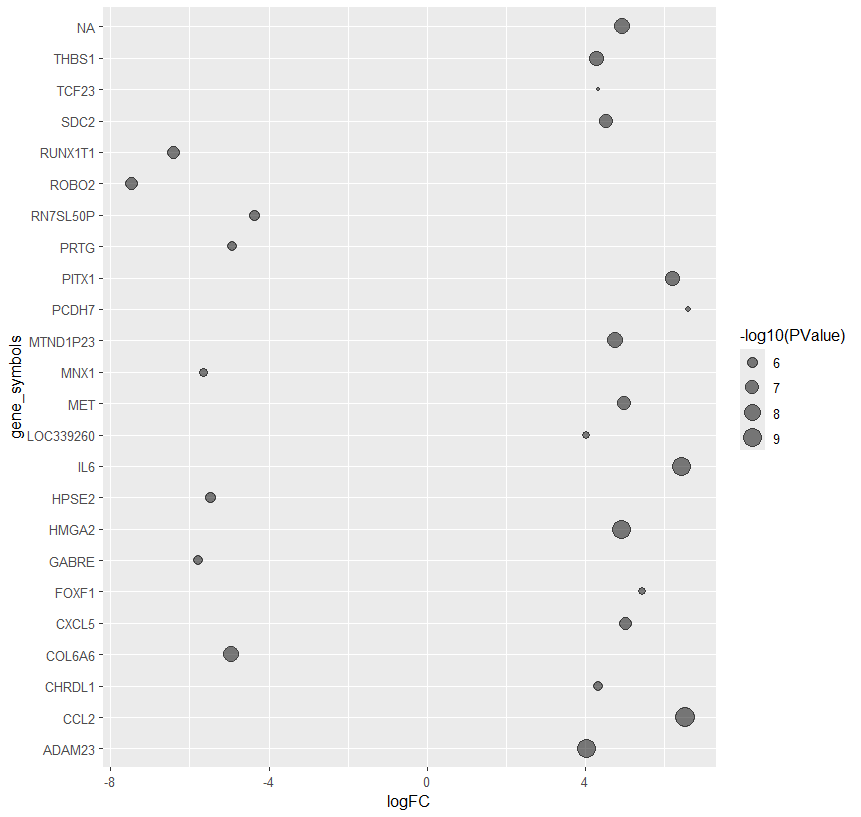 NA
THBS1
TCF23
SDC2
RUNX1T1
ROBO2
RN7SL50P
PRTG
PITX1
PCDH7
MTND1P23
MNX1
MET
LOC339260
IL6
HPSE2
HMGA2
GABRE
FOXF1
CXCL5
COL6A6
CHRDL1
CCL2
ADAM23
gene_symbols
-8 -4 0 4
logFC
-log10(PValue)
6
7
8
9